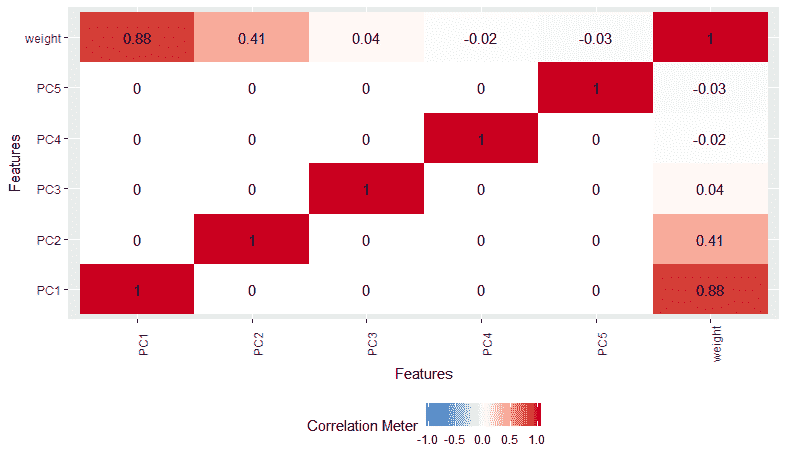 weight 0.88 0.41 0.04 -0.02 -0.03 1
PC5 0 0 0 0 1 -0.03
PC4 0 0 0 1 0 -0.02
PC3 0 0 1 0 0 0.04
PC2 0 1 0 0 0 0.41
PC1 1 0 0 0 0 0.88
Features
PC1 PC2 PC3 PC4 PC5 weight
Features
Correlation Meter
-1.0 -0.5 0.0 0.5 1.0